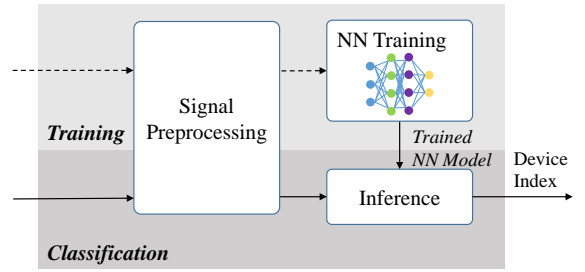 NN Training
Signal
Preprocessing
Training
Trained
NN Model
Device
Index
Inference
Classification